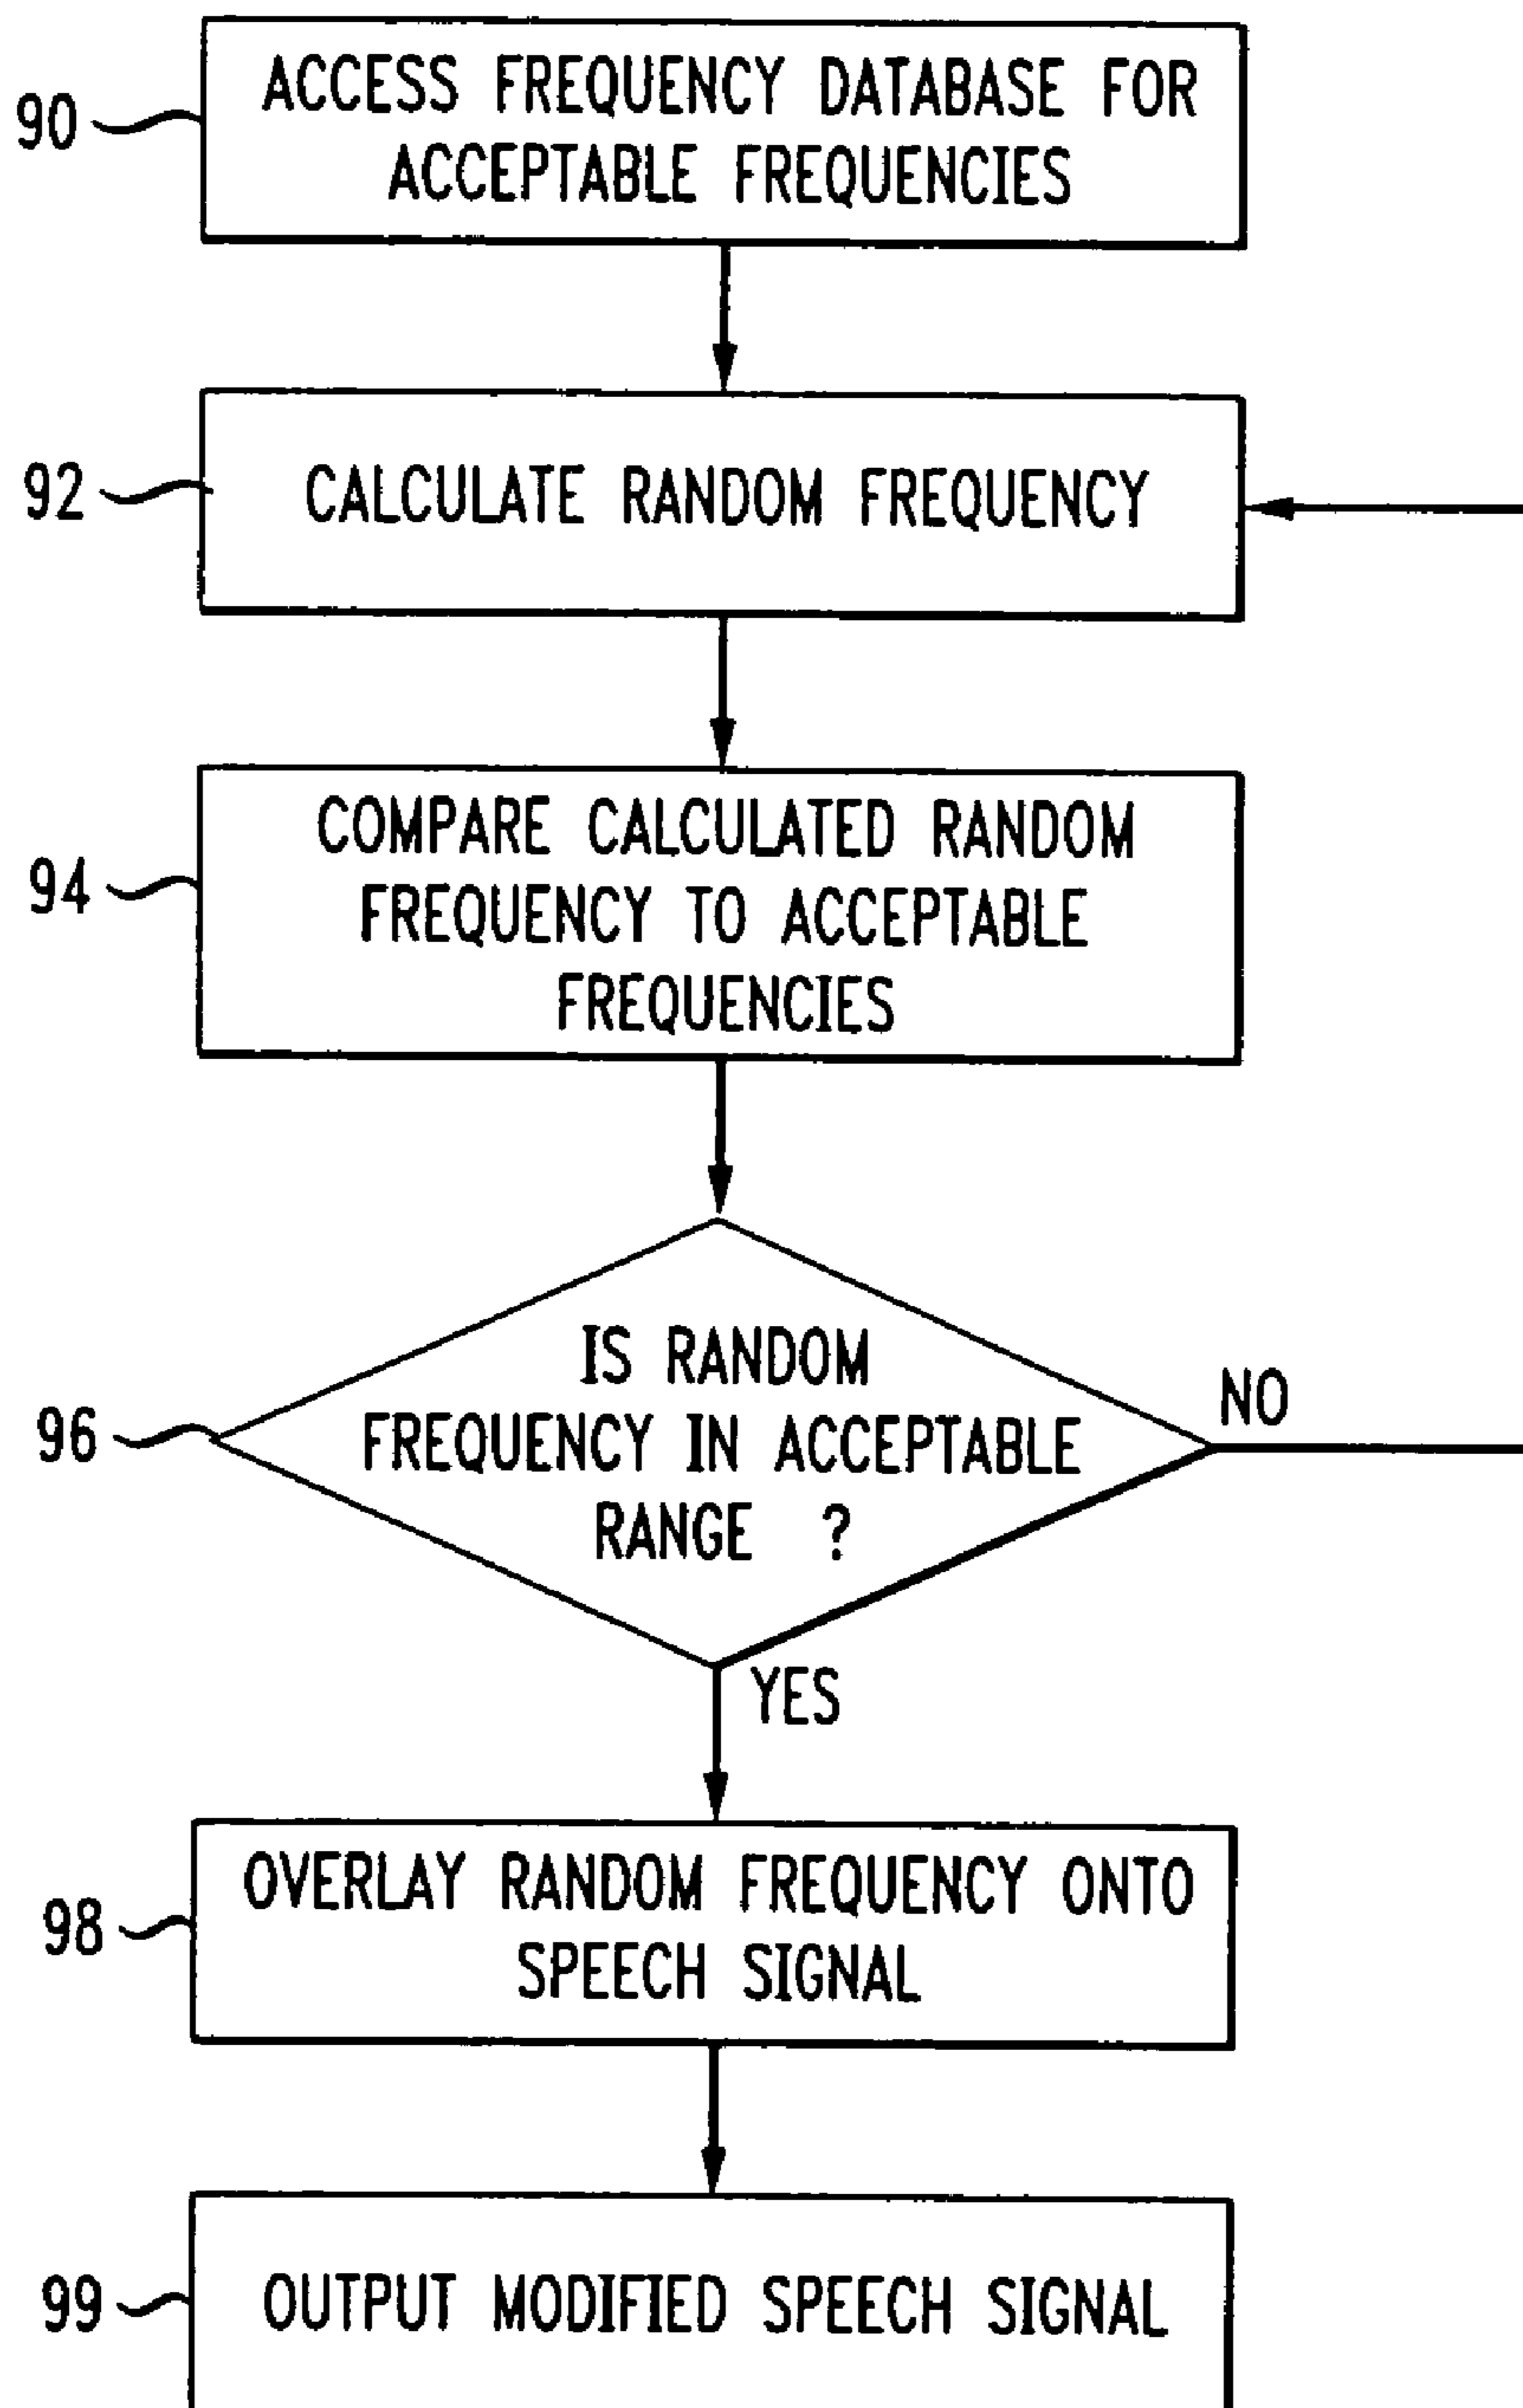 90
ACCESS FREQUENCY DATABASE FOR
ACCEPTABLE FREQUENCIES
92
CALCULATE RANDOM FREQUENCY
94
COMPARE CALCULATED RANDOM
FREQUENCY TO ACCEPTABLE
FREQUENCIES
96
IS RANDOM
FREQUENCY IN ACCEPTABLE
RANGE ?
NO
YES
98
OVERLAY RANDOM FREQUENCY ONTO
SPEECH SIGNAL
99
OUTPUT MODIFIED SPEECH SIGNAL